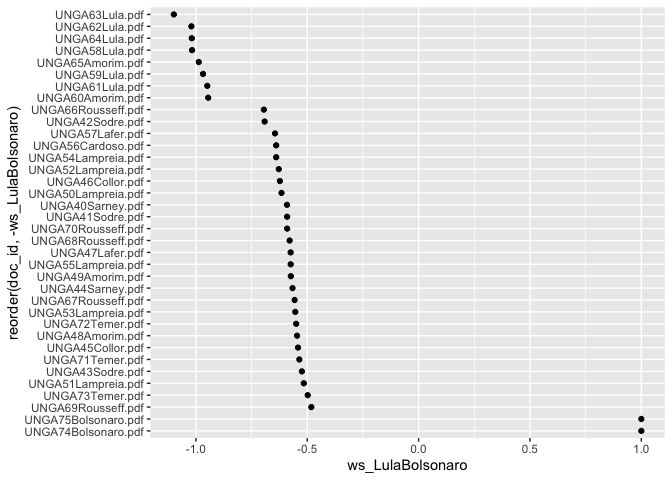 UNGA63Lula.pdf
UNGA62Lula.pdf
UNGA64Lula.pdf
UNGA58Lula.pdf
UNGA65Amorim.pdf
UNGA59Lula.pdf
UNGA61Lula.pdf
UNGA60Amorim.pdf
UNGA66Rousseff.pdf
UNGA42Sodre.pdf
UNGA57Lafer.pdf
UNGA56Cardoso.pdf
UNGA54Lampreia.pdf
UNGA52Lampreia.pdf
UNGA46Collor.pdf
UNGA50Lampreia.pdf
UNGA40Sarney.pdf
UNGA41Sodre.pdf
UNGA70Rousseff.pdf
UNGA68Rousseff.pdf
UNGA47Lafer.pdf
UNGA55Lampreia.pdf
UNGA49Amorim.pdf
UNGA44Sarney.pdf
UNGA67Rousseff.pdf
UNGA53Lampreia.pdf
UNGA72Temer.pdf
UNGA48Amorim.pdf
UNGA45Collor.pdf
UNGA71Temer.pdf
UNGA43Sodre.pdf
UNGA51Lampreia.pdf
UNGA73Temer.pdf
UNGA69Rousseff.pdf
UNGA75Bolsonaro.pdf
UNGA74Bolsonaro.pdf
reorder(doc_id, -ws_LulaBolsonaro)
-1.0 -0.5 0.0 0.5 1.0
ws_LulaBolsonaro